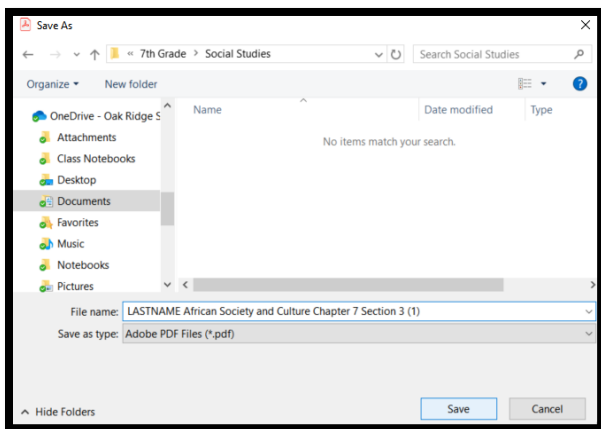 Save As
« 7th Grade > Social Studies
Search Social Studies
Organize
New folder
Name
Date modified
Type
OneDrive - Oak Ridge S
Attachments
Class Notebooks
Desktop
Documents
Favorites
Music
Notebooks
Pictures
No items match your search.
File name: LASTNAME African Society and Culture Chapter 7 Section 3 (1)
Save as type: Adobe PDF Files (*.pdf)
Hide Folders
Save
Cancel